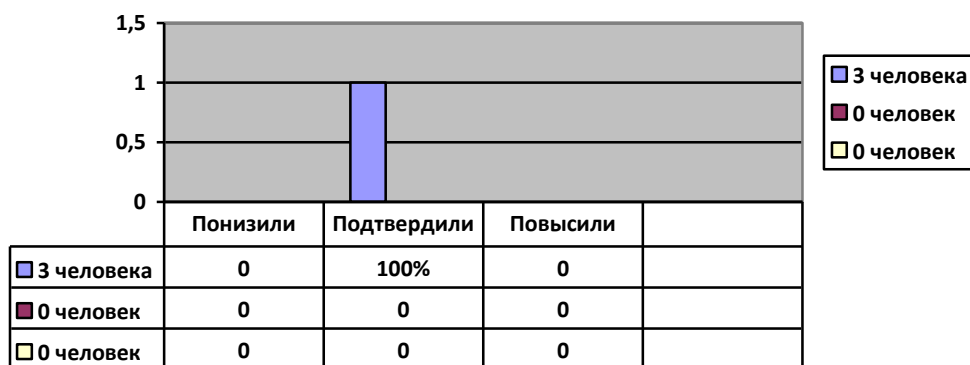 1,5
1
0,5
0
3 человека
0 человек
0 человек
Понизили Подтвердили Повысили
3 человека 0 100% 0
0 человек 0 0 0
0 человек 0 0 0